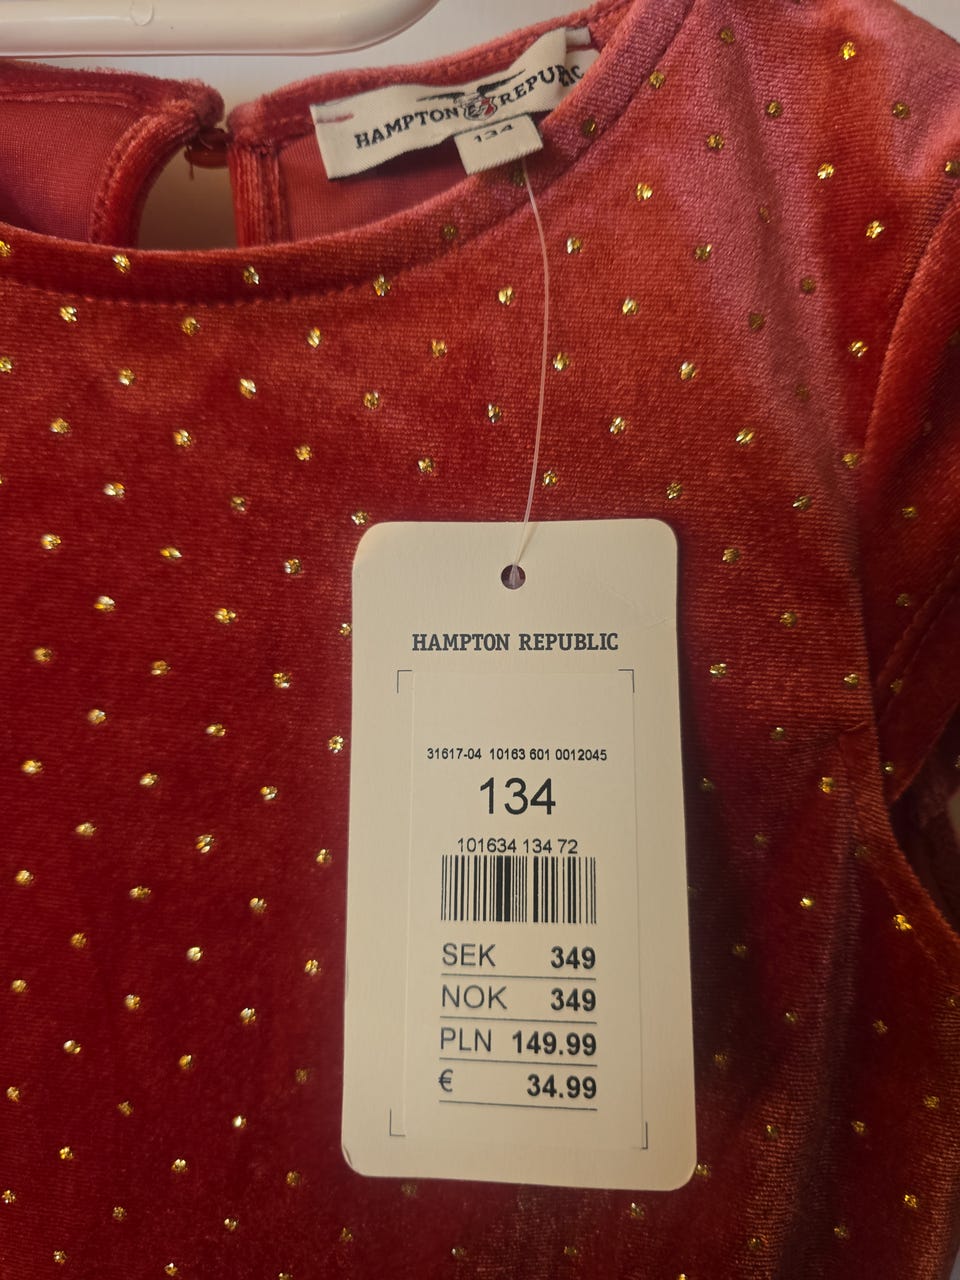 HAMPTON REPUBLIC
134
HAMPTON REPUBLIC
31617-04 10163 601 0012045
134
101634 134 72
SEK 349
NOK 349
PLN 149.99
€ 34.99